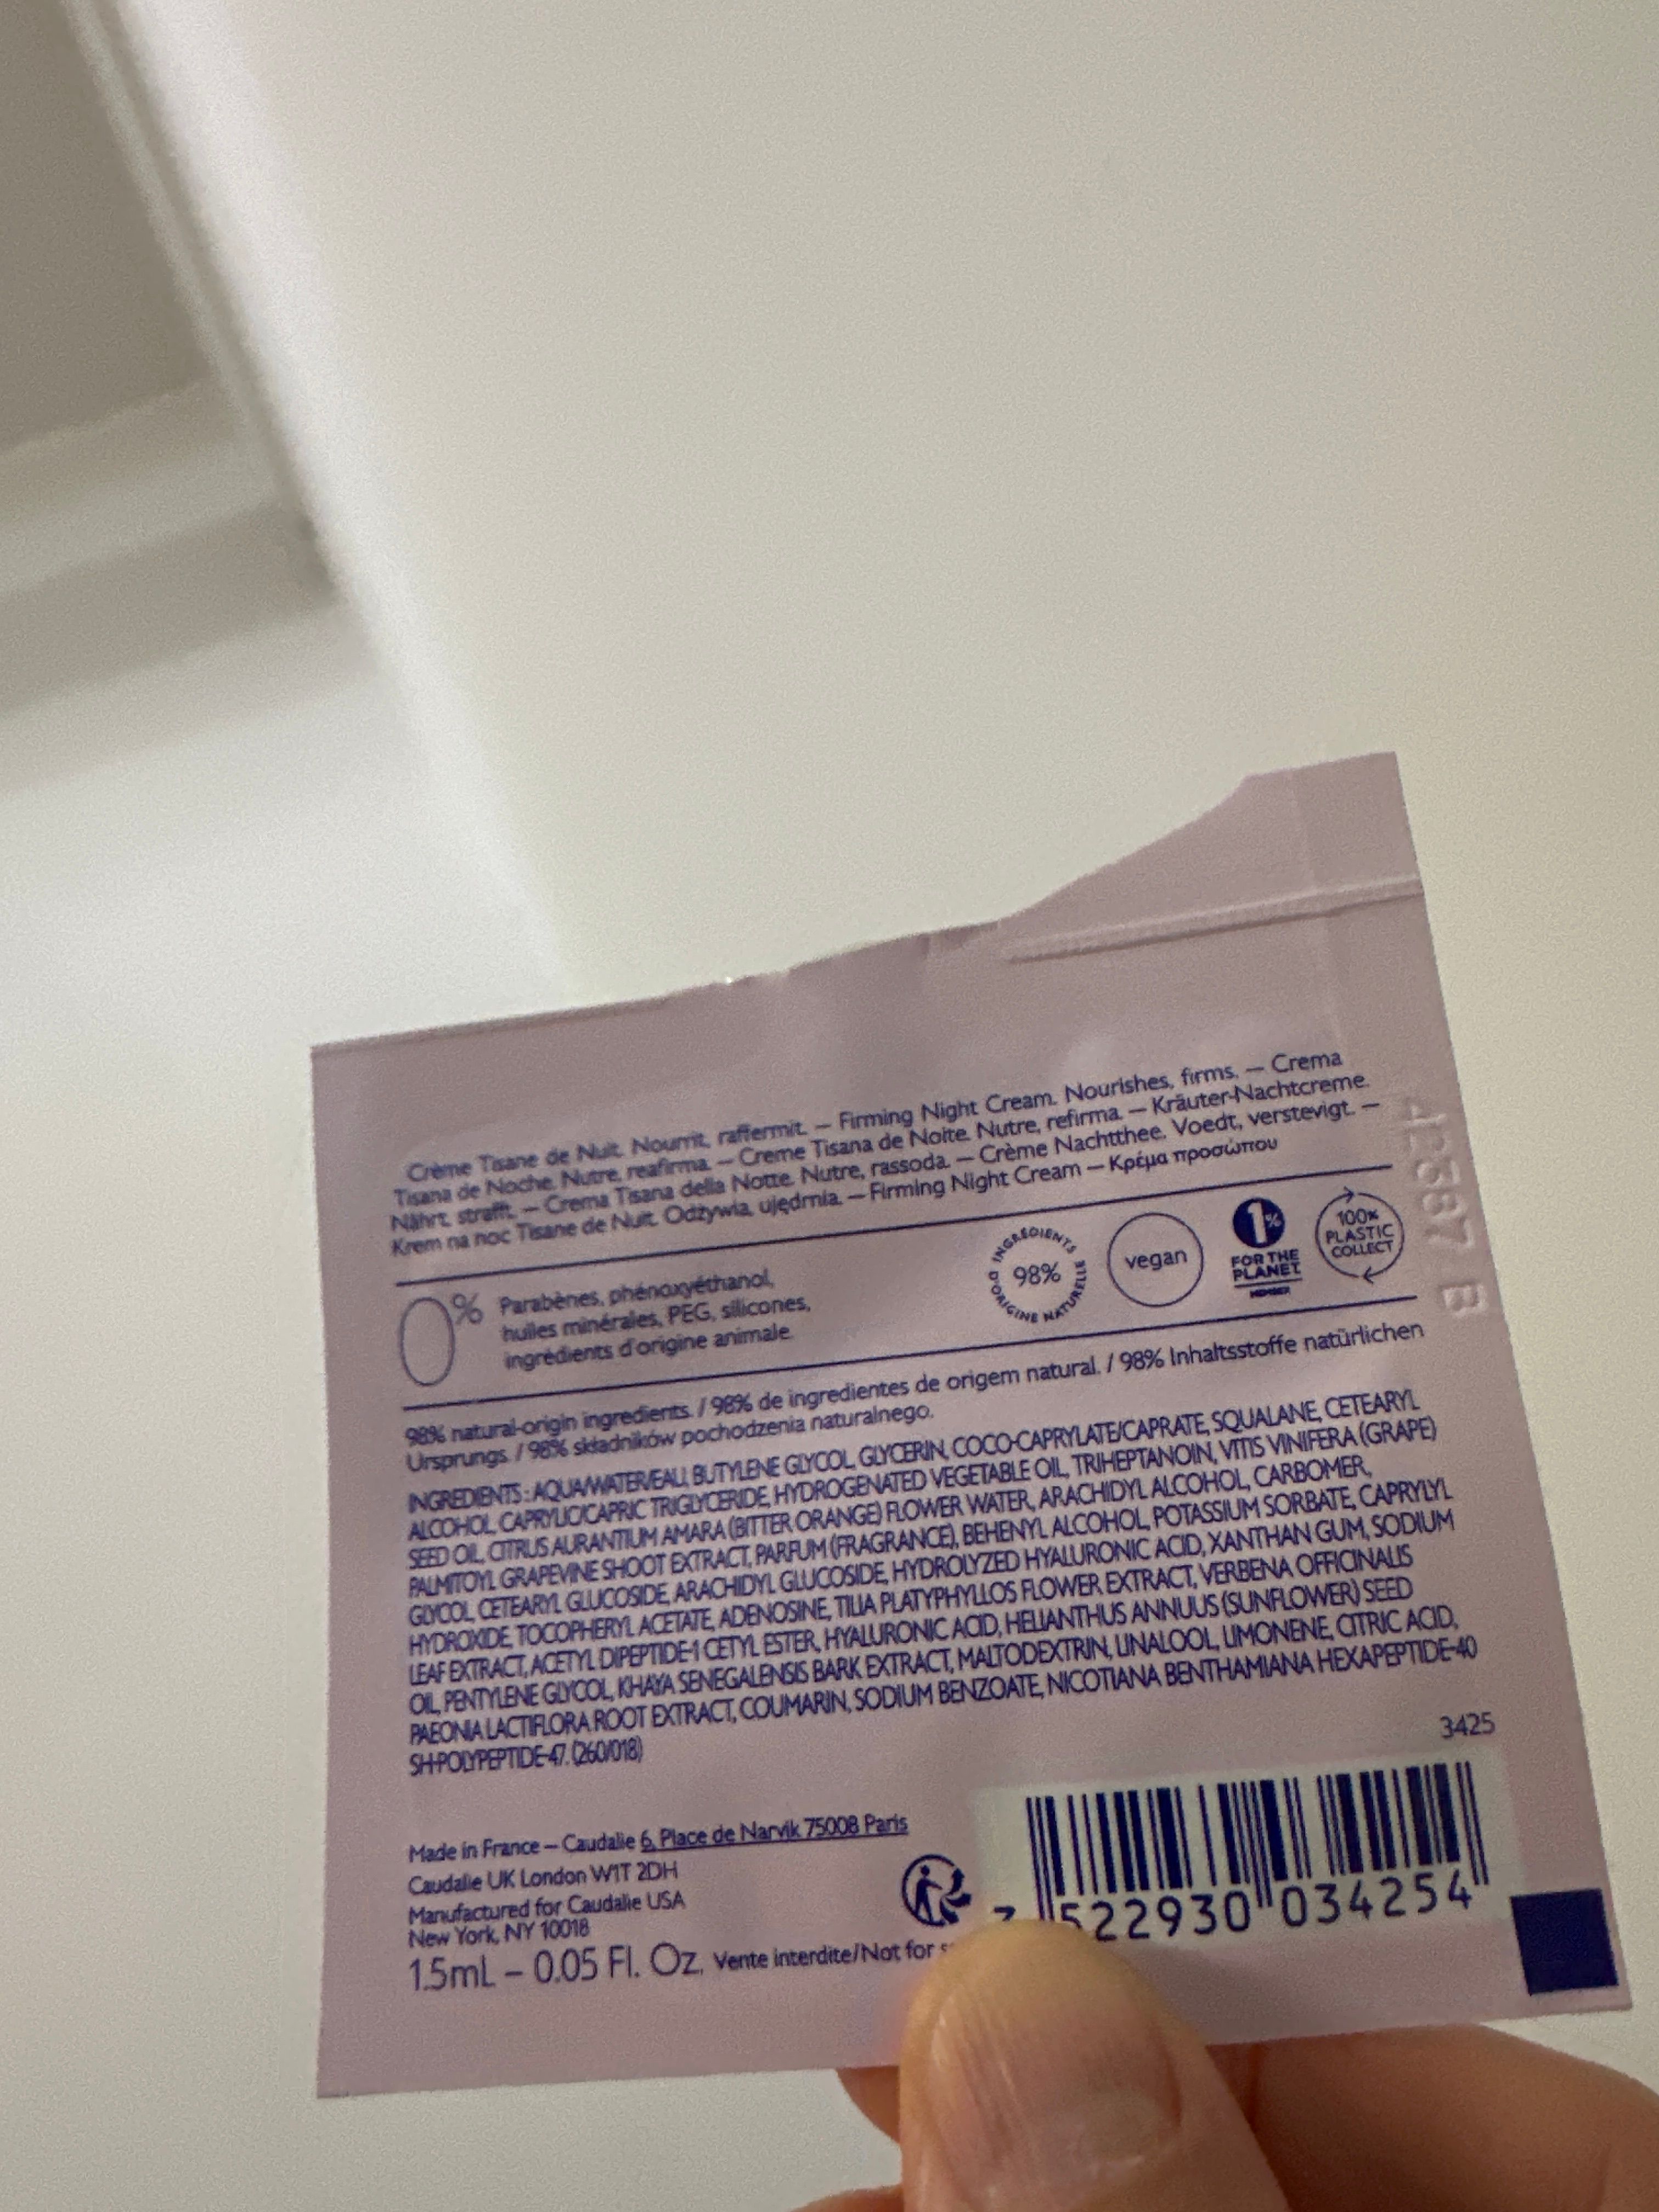 Crème Tisane de Nuit. Nourrit, raffermit. – Firming Night Cream. Nourishes, firms. – Crema
Tisana de Noche. Nutre, reafirma. – Creme Tisana de Noite. Nutre, refirma. – Kräuter-Nachtcreme.
Nährt, strafft. – Crema Tisana della Notte. Nutre, rassoda. – Crème Nachtthee. Voedt, verstevigt. –
Krem na noc Tisane de Nuit. Odżywia, ujędrnia. – Firming Night Cream – Κρέμα προσώπου
0% Parabènes, phénoxyéthanol,
huiles minérales, PEG, silicones,
ingrédients d'origine animale.
98% INGREDIENTS D'ORIGINE NATURELLE
vegan
1%
FOR THE
PLANET
MEMBER
100%
PLASTIC
COLLECT
98% natural-origin ingredients. / 98% de ingredientes de origem natural. / 98% Inhaltsstoffe natürlichen
Ursprungs. / 98% składników pochodzenia naturalnego.
INGREDIENTS : AQUA/WATER/EAU, BUTYLENE GLYCOL, GLYCERIN, COCO-CAPRYLATE/CAPRATE, SQUALANE, CETEARYL
ALCOHOL, CAPRYLIC/CAPRIC TRIGLYCERIDE, HYDROGENATED VEGETABLE OIL, TRIHEPTANOIN, VITIS VINIFERA (GRAPE)
SEED OIL, CITRUS AURANTIUM AMARA (BITTER ORANGE) FLOWER WATER, ARACHIDYL ALCOHOL, CARBOMER,
PALMITOYL GRAPEVINE SHOOT EXTRACT, PARFUM (FRAGRANCE), BEHENYL ALCOHOL, POTASSIUM SORBATE, CAPRYLYL
GLYCOL, CETEARYL GLUCOSIDE, ARACHIDYL GLUCOSIDE, HYDROLYZED HYALURONIC ACID, XANTHAN GUM, SODIUM
HYDROXIDE, TOCOPHERYL ACETATE, ADENOSINE, TILIA PLATYPHYLLOS FLOWER EXTRACT, VERBENA OFFICINALIS
LEAF EXTRACT, ACETYL DIPEPTIDE-1 CETYL ESTER, HYALURONIC ACID, HELIANTHUS ANNUUS (SUNFLOWER) SEED
OIL, PENTYLENE GLYCOL, KHAYA SENEGALENSIS BARK EXTRACT, MALTODEXTRIN, LINALOOL, LIMONENE, CITRIC ACID,
PAEONIA LACTIFLORA ROOT EXTRACT, COUMARIN, SODIUM BENZOATE, NICOTIANA BENTHAMIANA HEXAPEPTIDE-40
SH-POLYPEPTIDE-47. (260/018)
3425
Made in France – Caudalie 6, Place de Narvik 75008 Paris
Caudalie UK London W1T 2DH
Manufactured for Caudalie USA
New York, NY 10018
1.5mL – 0.05 Fl. Oz. Vente interdite/Not for
522930 034254